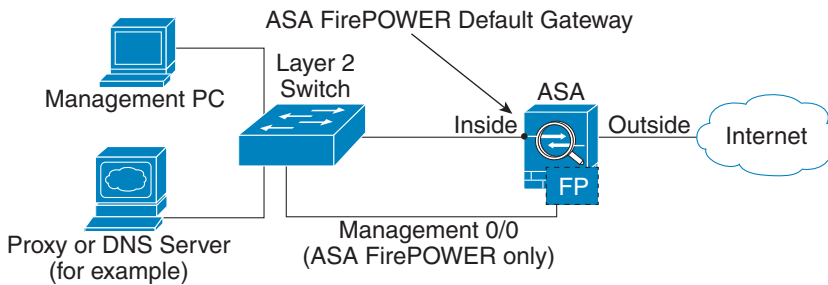 ASA FirePOWER Default Gateway
Layer 2
Switch
Management PC
ASA
Inside
Outside
Internet
FP
Management 0/0
(ASA FirePOWER only)
Proxy or DNS Server
(for example)